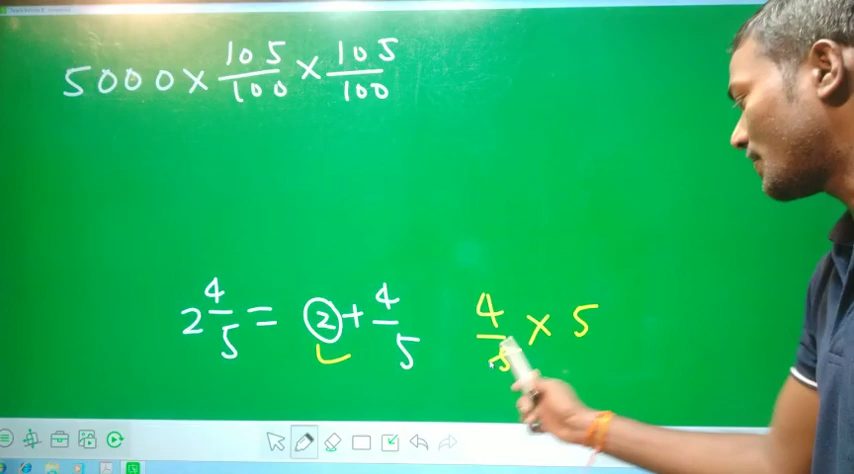 5000 × 105/100 × 105/100
2 4/5 = 2 + 4/5 4/5 × 5